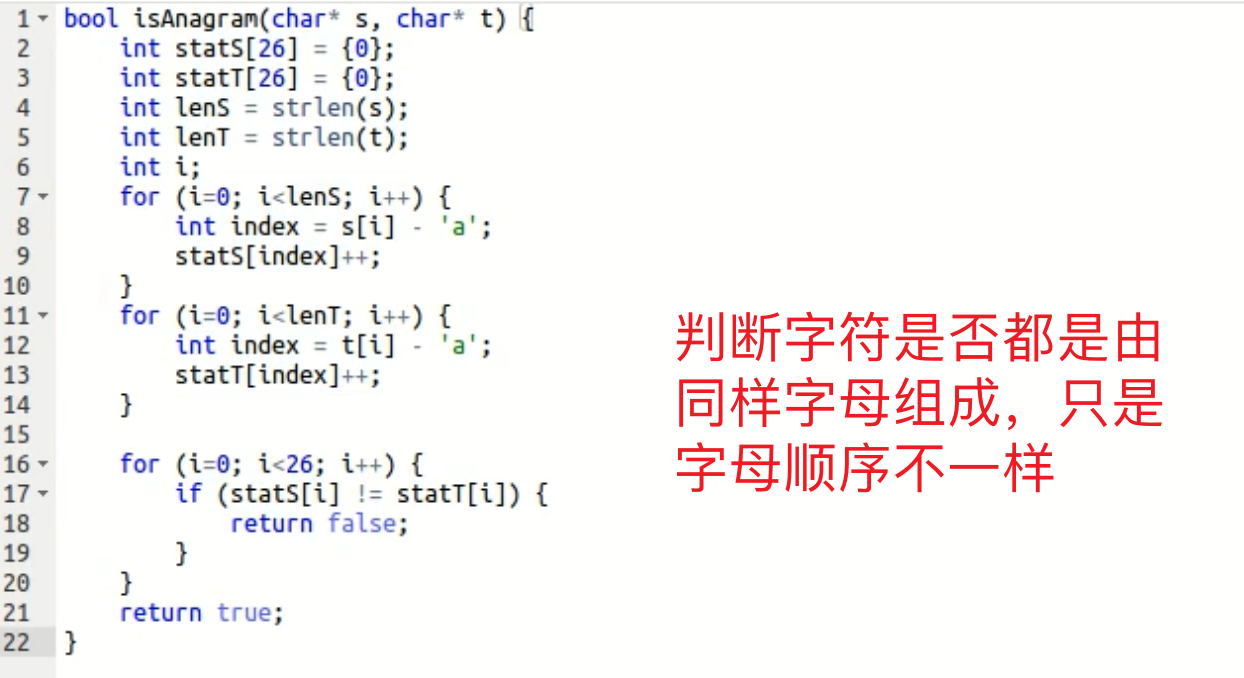 1 bool isAnagram(char* s, char* t) {
2     int statS[26] = {0};
3     int statT[26] = {0};
4     int lenS = strlen(s);
5     int lenT = strlen(t);
6     int i;
7     for (i=0; i<lenS; i++) {
8         int index = s[i] - 'a';
9         statS[index]++;
10     }
11     for (i=0; i<lenT; i++) {
12         int index = t[i] - 'a';
13         statT[index]++;
14     }
15
16     for (i=0; i<26; i++) {
17         if (statS[i] != statT[i]) {
18             return false;
19         }
20     }
21     return true;
22 }
判断字符是否都是由
同样字母组成，只是
字母顺序不一样